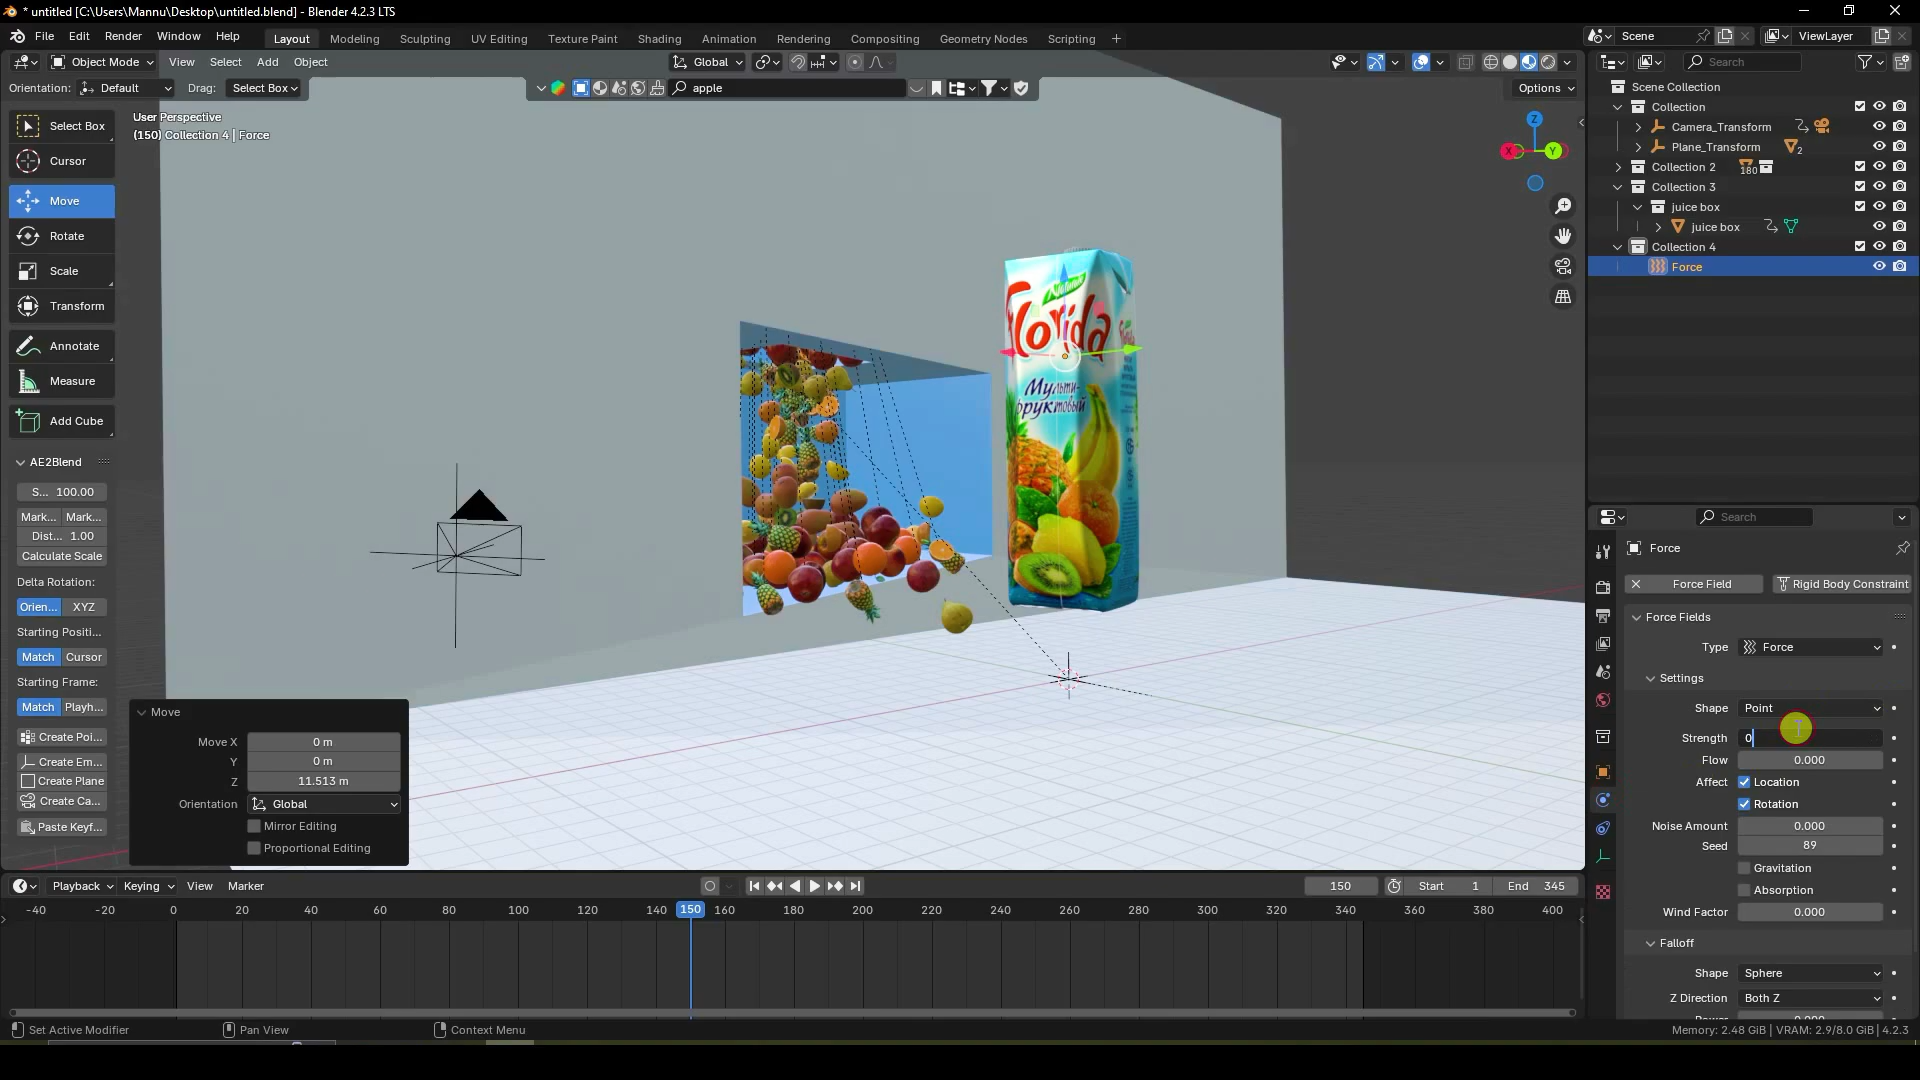 * untitled [C:\Users\Mannu\Desktop\untitled.blend] - Blender 4.2.3 LTS
File Edit Render Window Help
Layout Modeling Sculpting UV Editing Texture Paint Shading Animation Rendering Compositing Geometry Nodes Scripting +
Scene ViewLayer
Object Mode View Select Add Object
Global
Search
Orientation: Default Drag: Select Box
apple
Options
User Perspective
(150) Collection 4 | Force
Select Box
Cursor
Move
Rotate
Scale
Transform
Annotate
Measure
Add Cube
AE2Blend
S... 100.00
Mark... Mark...
Dist... 1.00
Calculate Scale
Delta Rotation:
Orien... XYZ
Starting Positi...
Match Cursor
Starting Frame:
Match Playh...
Create Poi...
Create Em...
Create Plane
Create Ca...
Paste Keyf...
Z
X
Y
Florida
Мульти-
фруктовый
Move
Move X 0 m
Y 0 m
Z 11.513 m
Orientation Global
Mirror Editing
Proportional Editing
Scene Collection
Collection
Camera_Transform
Plane_Transform 2
Collection 2 180
Collection 3
juice box
juice box
Collection 4
Force
Search
Force
Force Field Rigid Body Constraint
Force Fields
Type Force
Settings
Shape Point
Strength 0
Flow 0.000
Affect Location
Rotation
Noise Amount 0.000
Seed 89
Gravitation
Absorption
Wind Factor 0.000
Falloff
Shape Sphere
Z Direction Both Z
Playback Keying View Marker
150 Start 1 End 345
-40 -20 0 20 40 60 80 100 120 140 150 160 180 200 220 240 260 280 300 320 340 360 380 400
Set Active Modifier Pan View Context Menu
Memory: 2.48 GiB | VRAM: 2.9/8.0 GiB | 4.2.3